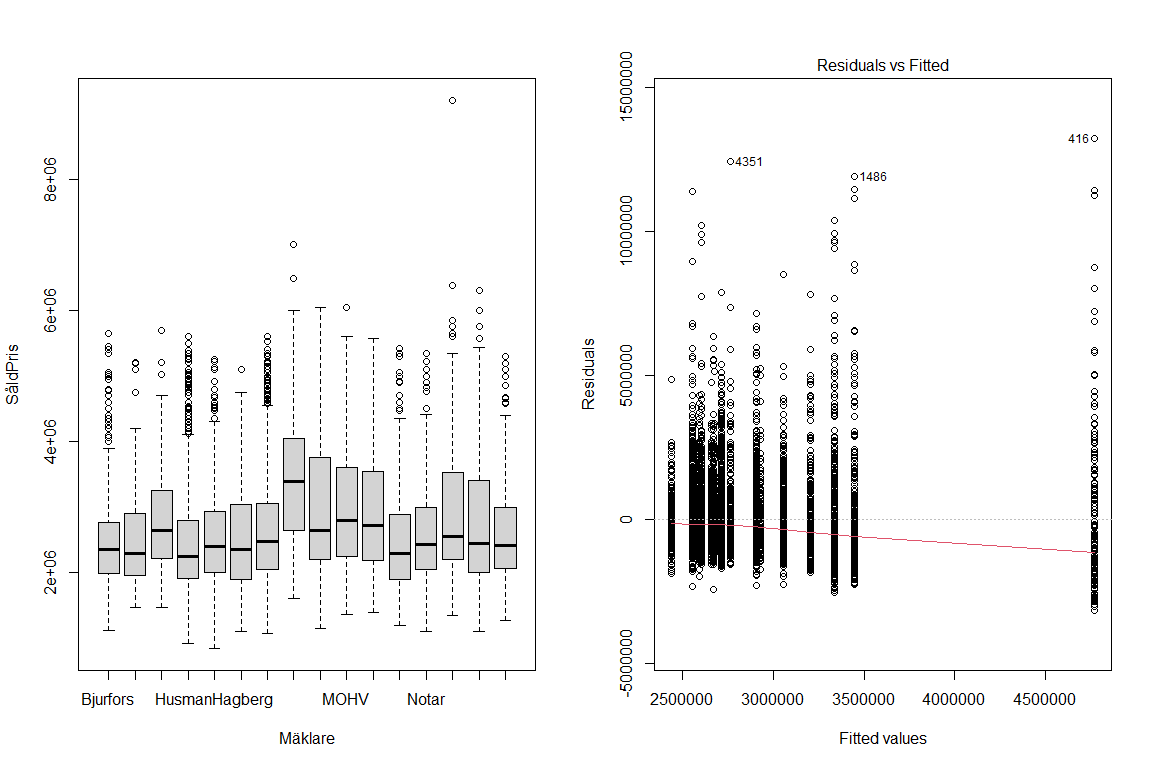 SåldPris
8e+06
6e+06
4e+06
2e+06
Bjurfors
HusmanHagberg
MOHV
Notar
Mäklare
Residuals vs Fitted
Residuals
15000000
10000000
5000000
0
-5000000
4351
1486
416
2500000
3000000
3500000
4000000
4500000
Fitted values